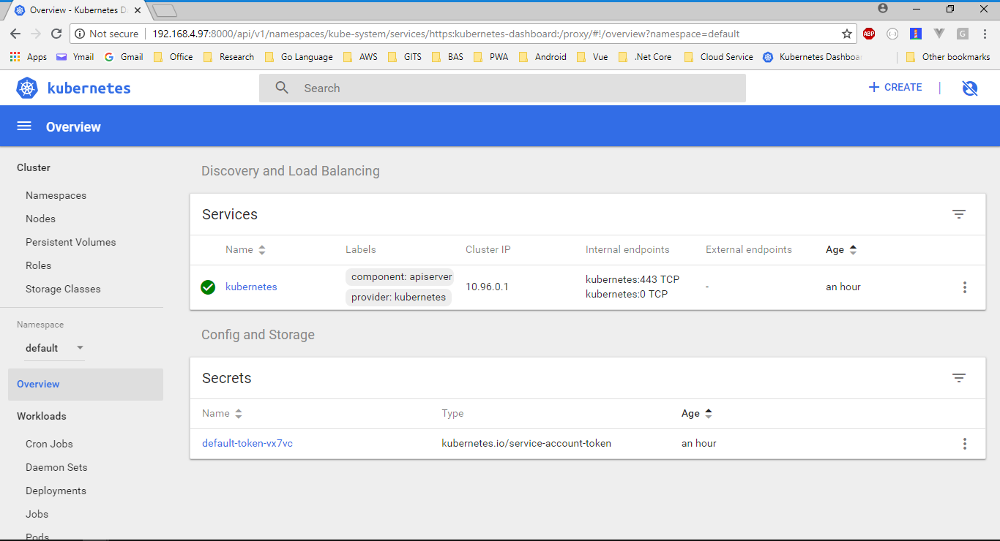 Overview - Kubernetes D
Not secure 192.168.4.97:8000/api/v1/namespaces/kube-system/services/https:kubernetes-dashboard:/proxy/#!/overview?namespace=default
ABP
G
Apps Ymail Gmail Office Research Go Language AWS GITS BAS PWA Android Vue .Net Core Cloud Service Kubernetes Dashboa Other bookmarks
kubernetes
Search
CREATE
Overview
Cluster
Namespaces
Nodes
Persistent Volumes
Roles
Storage Classes
Namespace
default
Overview
Workloads
Cron Jobs
Daemon Sets
Deployments
Jobs
Pods
Discovery and Load Balancing
Services
Name Labels Cluster IP Internal endpoints External endpoints Age
kubernetes component: apiserver provider: kubernetes 10.96.0.1 kubernetes:443 TCP kubernetes:0 TCP - an hour
Config and Storage
Secrets
Name Type Age
default-token-vx7vc kubernetes.io/service-account-token an hour